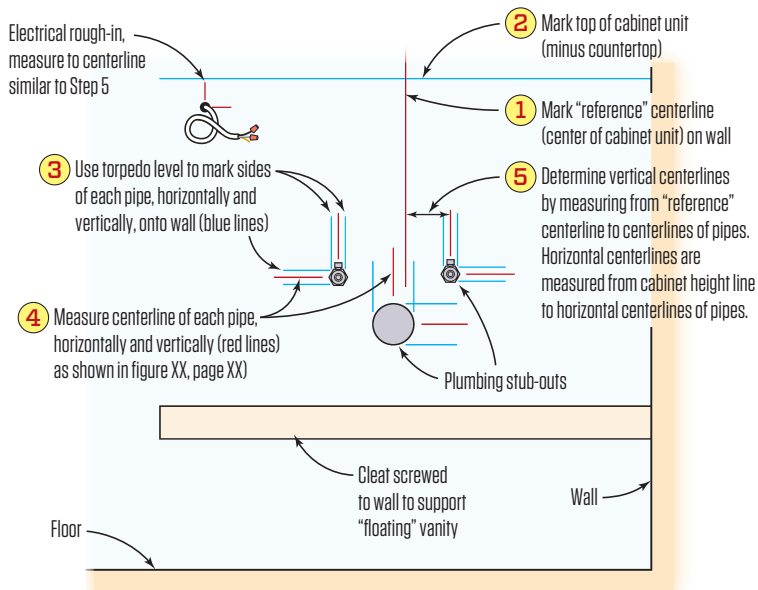 Electrical rough-in,
measure to centerline
similar to Step 5
2 Mark top of cabinet unit
(minus countertop)
1 Mark “reference” centerline
(center of cabinet unit) on wall
3 Use torpedo level to mark sides
of each pipe, horizontally and
vertically, onto wall (blue lines)
5 Determine vertical centerlines
by measuring from “reference”
centerline to centerlines of pipes.
Horizontal centerlines are
measured from cabinet height line
to horizontal centerlines of pipes.
4 Measure centerline of each pipe,
horizontally and vertically (red lines)
as shown in figure XX, page XX)
Plumbing stub-outs
Cleat screwed
to wall to support
“floating” vanity
Wall
Floor